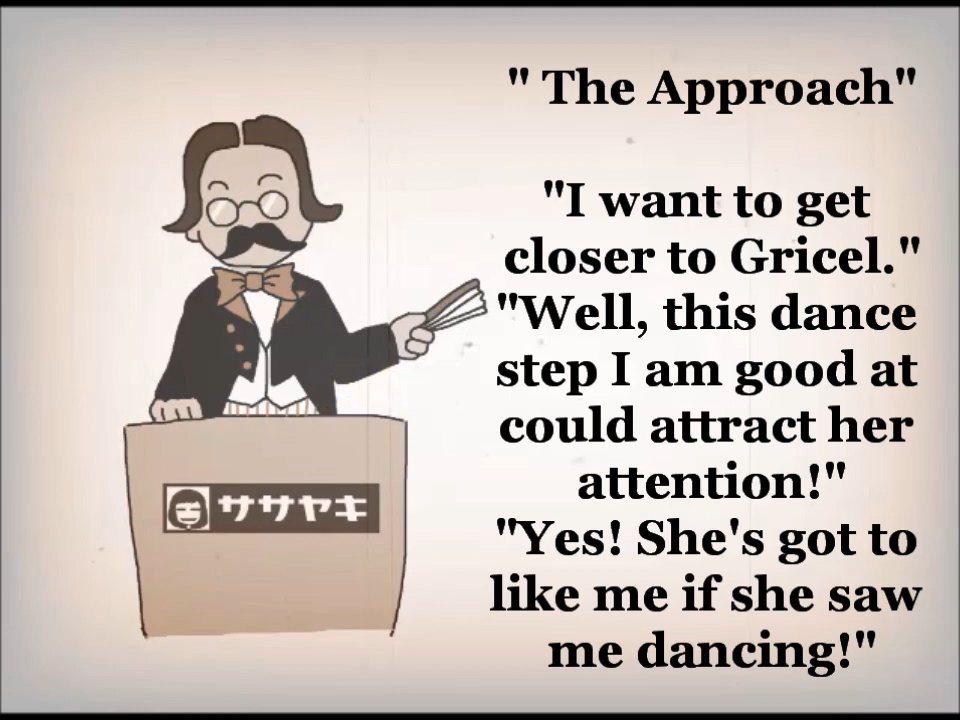 " The Approach"
"I want to get
closer to Gricel."
"Well, this dance
step I am good at
could attract her
attention!"
"Yes! She's got to
like me if she saw
me dancing!"
ササヤキ